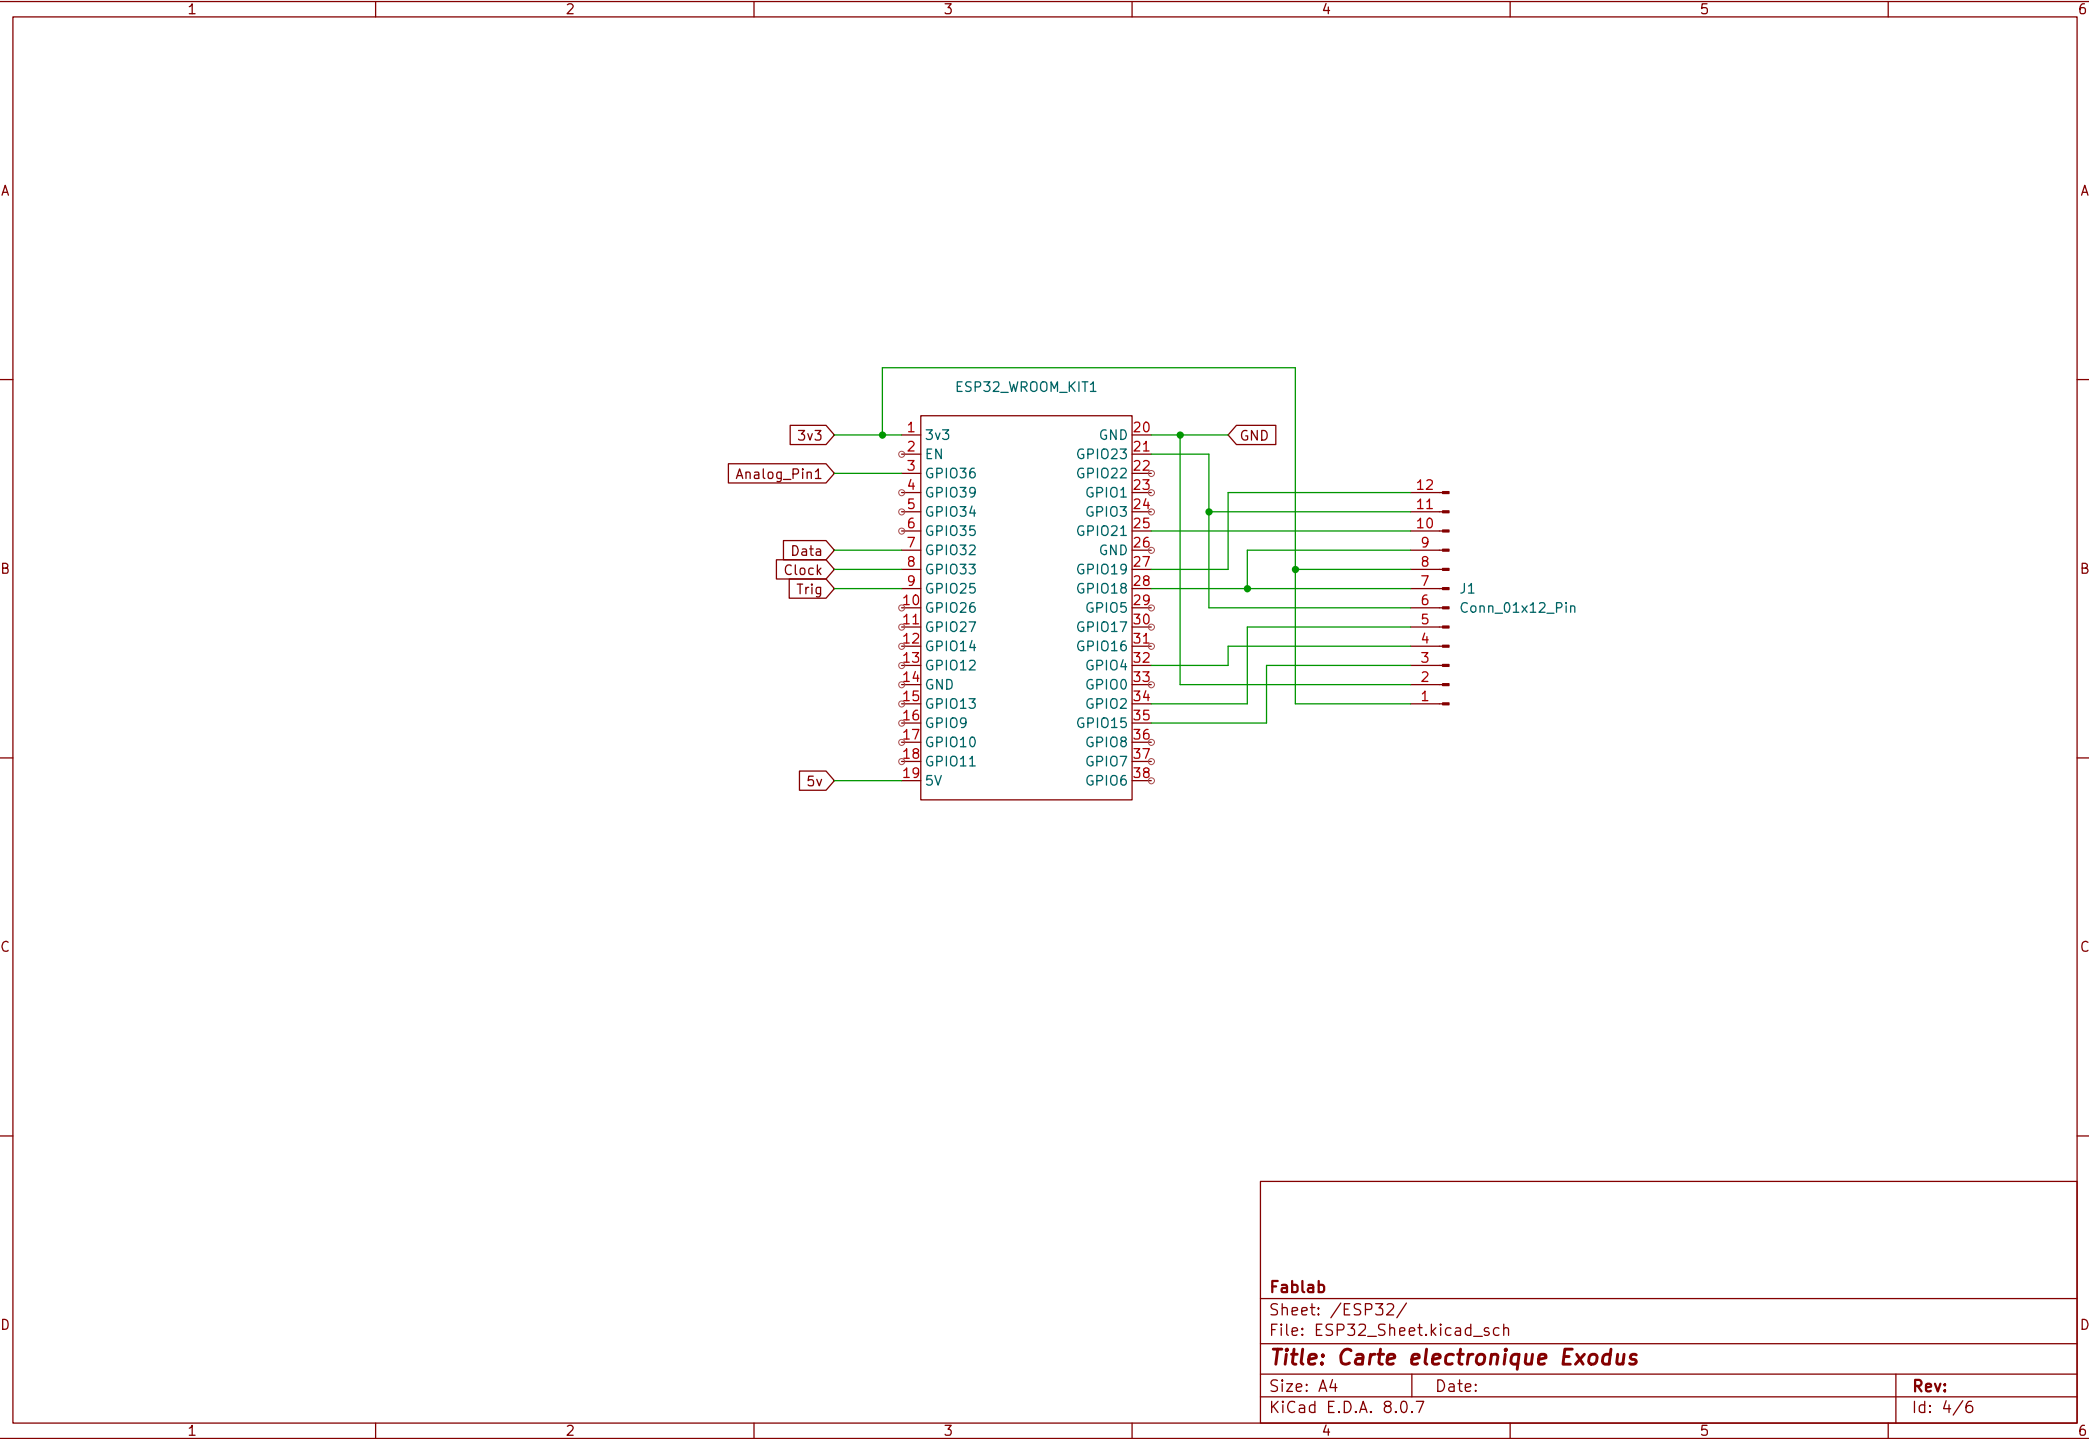 1 2 3 4 5 6
A A
ESP32_WROOM_KIT1
3v3 1 3v3 GND 20 GND
2 EN GPIO23 21
Analog_Pin1 3 GPIO36 GPIO22 22
4 GPIO39 GPIO1 23 12
5 GPIO34 GPIO3 24 11
6 GPIO35 GPIO21 25 10
Data 7 GPIO32 GND 26 9
B Clock 8 GPIO33 GPIO19 27 8 B
Trig 9 GPIO25 GPIO18 28 7 J1
10 GPIO26 GPIO5 29 6 Conn_01x12_Pin
11 GPIO27 GPIO17 30 5
12 GPIO14 GPIO16 31 4
13 GPIO12 GPIO4 32 3
14 GND GPIO0 33 2
15 GPIO13 GPIO2 34 1
16 GPIO9 GPIO15 35
17 GPIO10 GPIO8 36
18 GPIO11 GPIO7 37
5v 19 5V GPIO6 38
C C
Fablab
Sheet: /ESP32/
D D
File: ESP32_Sheet.kicad_sch
Title: Carte electronique Exodus
Size: A4 Date: Rev:
KiCad E.D.A. 8.0.7 Id: 4/6
1 2 3 4 5 6